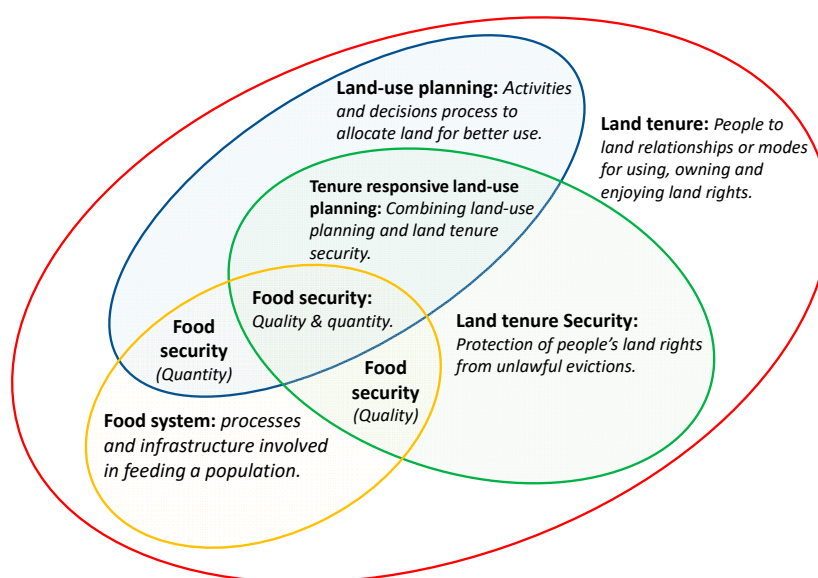 Land-use planning: Activities
and decisions process to
allocate land for better use.
Land tenure: People to
land relationships or modes
for using, owning and
enjoying land rights.
Tenure responsive land-use
planning: Combining land-use
planning and land tenure
security.
Food security:
Quality & quantity.
Food
security
(Quantity)
Land tenure Security:
Protection of people's land rights
from unlawful evictions.
Food
security
(Quality)
Food system: processes
and infrastructure involved
in feeding a population.